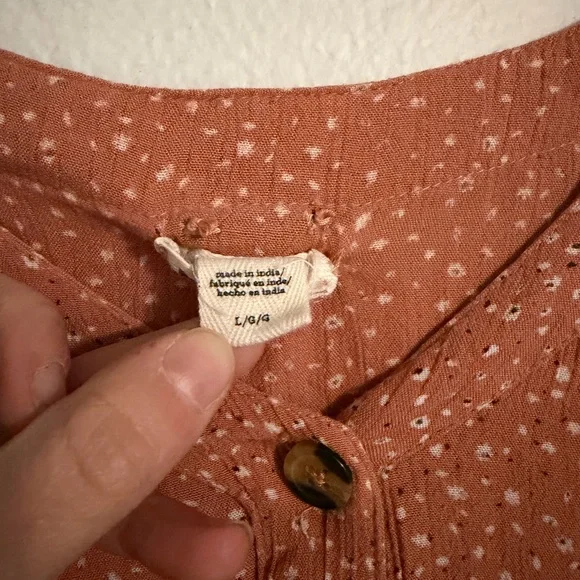 made in india/
fabriqué en inde/
hecho en india
L/G/G